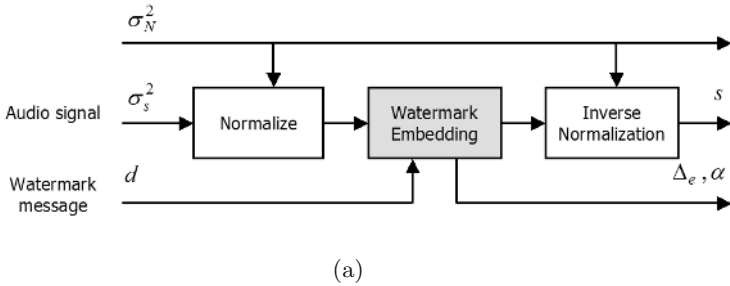 σ_N^2
Audio signal
σ_s^2
Normalize
Watermark
Embedding
Inverse
Normalization
s
Watermark
message
d
Δ_e , α
(a)